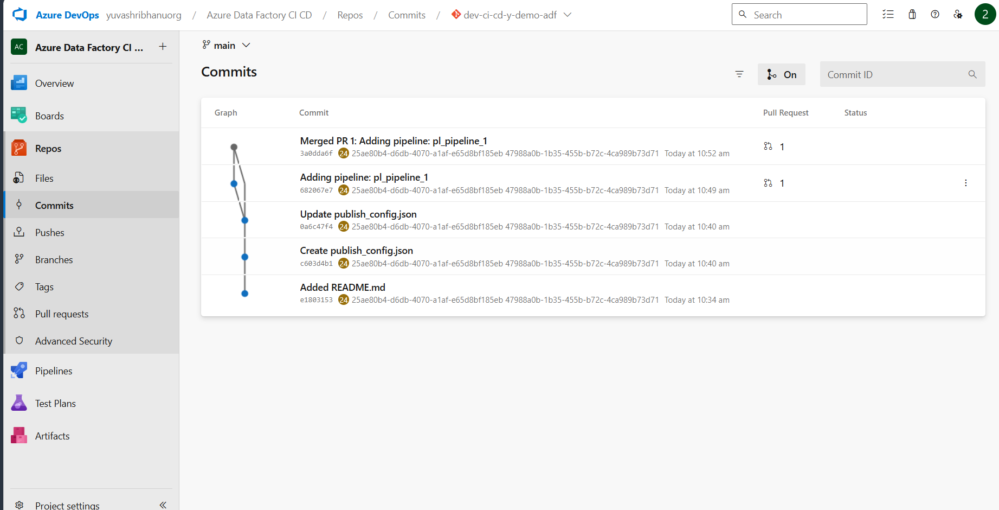 Azure DevOps yuvashribhanuorg / Azure Data Factory CI CD / Repos / Commits / dev-ci-cd-y-demo-adf Search 2
AC Azure Data Factory CI ... +
Overview
Boards
Repos
Files
Commits
Pushes
Branches
Tags
Pull requests
Advanced Security
Pipelines
Test Plans
Artifacts
Project settings
main
Commits
On Commit ID
Graph Commit Pull Request Status
Merged PR 1: Adding pipeline: pl_pipeline_1
3a0dda6f 24 25ae80b4-d6db-4070-a1af-e65d8bf185eb 47988a0b-1b35-455b-b72c-4ca989b73d71 Today at 10:52 am 1
Adding pipeline: pl_pipeline_1
682067e7 24 25ae80b4-d6db-4070-a1af-e65d8bf185eb 47988a0b-1b35-455b-b72c-4ca989b73d71 Today at 10:49 am 1
Update publish_config.json
0a6c47f4 24 25ae80b4-d6db-4070-a1af-e65d8bf185eb 47988a0b-1b35-455b-b72c-4ca989b73d71 Today at 10:40 am
Create publish_config.json
c603d4b1 24 25ae80b4-d6db-4070-a1af-e65d8bf185eb 47988a0b-1b35-455b-b72c-4ca989b73d71 Today at 10:40 am
Added README.md
e1803153 24 25ae80b4-d6db-4070-a1af-e65d8bf185eb 47988a0b-1b35-455b-b72c-4ca989b73d71 Today at 10:34 am